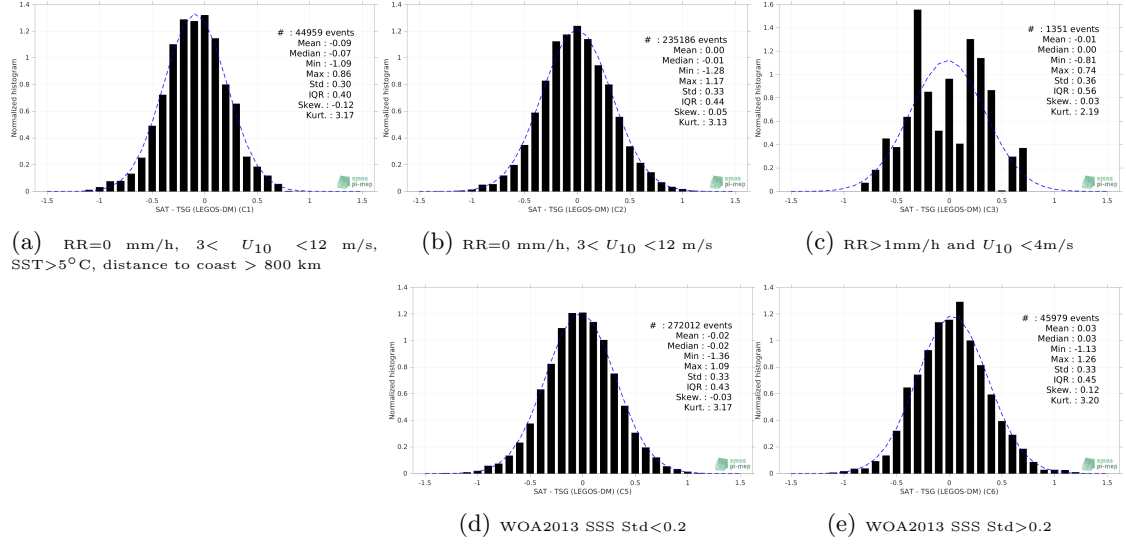 1.4
1.2
1
0.8
0.6
0.4
0.2
0
Normalized histogram
# : 44959 events
Mean : -0.09
Median : -0.07
Min : -1.09
Max : 0.86
Std : 0.30
IQR : 0.40
Skew. : -0.12
Kurt. : 3.17
smos
pi-mep
-1.5 -1 -0.5 0 0.5 1 1.5
SAT - TSG (LEGOS-DM) (C1)
(a) RR=0 mm/h, 3< U10 <12 m/s,
SST>5°C, distance to coast > 800 km
1.4
1.2
1
0.8
0.6
0.4
0.2
0
Normalized histogram
# : 235186 events
Mean : 0.00
Median : -0.01
Min : -1.28
Max : 1.17
Std : 0.33
IQR : 0.44
Skew. : 0.05
Kurt. : 3.13
smos
pi-mep
-1.5 -1 -0.5 0 0.5 1 1.5
SAT - TSG (LEGOS-DM) (C2)
(b) RR=0 mm/h, 3< U10 <12 m/s
1.6
1.4
1.2
1
0.8
0.6
0.4
0.2
0
Normalized histogram
# : 1351 events
Mean : -0.01
Median : 0.00
Min : -0.81
Max : 0.74
Std : 0.36
IQR : 0.56
Skew. : 0.03
Kurt. : 2.19
smos
pi-mep
-1.5 -1 -0.5 0 0.5 1 1.5
SAT - TSG (LEGOS-DM) (C3)
(c) RR>1mm/h and U10 <4m/s
1.4
1.2
1
0.8
0.6
0.4
0.2
0
Normalized histogram
# : 272012 events
Mean : -0.02
Median : -0.02
Min : -1.36
Max : 1.09
Std : 0.33
IQR : 0.43
Skew. : -0.03
Kurt. : 3.17
smos
pi-mep
-1.5 -1 -0.5 0 0.5 1 1.5
SAT - TSG (LEGOS-DM) (C5)
(d) WOA2013 SSS Std<0.2
1.4
1.2
1
0.8
0.6
0.4
0.2
0
Normalized histogram
# : 45979 events
Mean : 0.03
Median : 0.03
Min : -1.13
Max : 1.26
Std : 0.33
IQR : 0.45
Skew. : 0.12
Kurt. : 3.20
smos
pi-mep
-1.5 -1 -0.5 0 0.5 1 1.5
SAT - TSG (LEGOS-DM) (C6)
(e) WOA2013 SSS Std>0.2